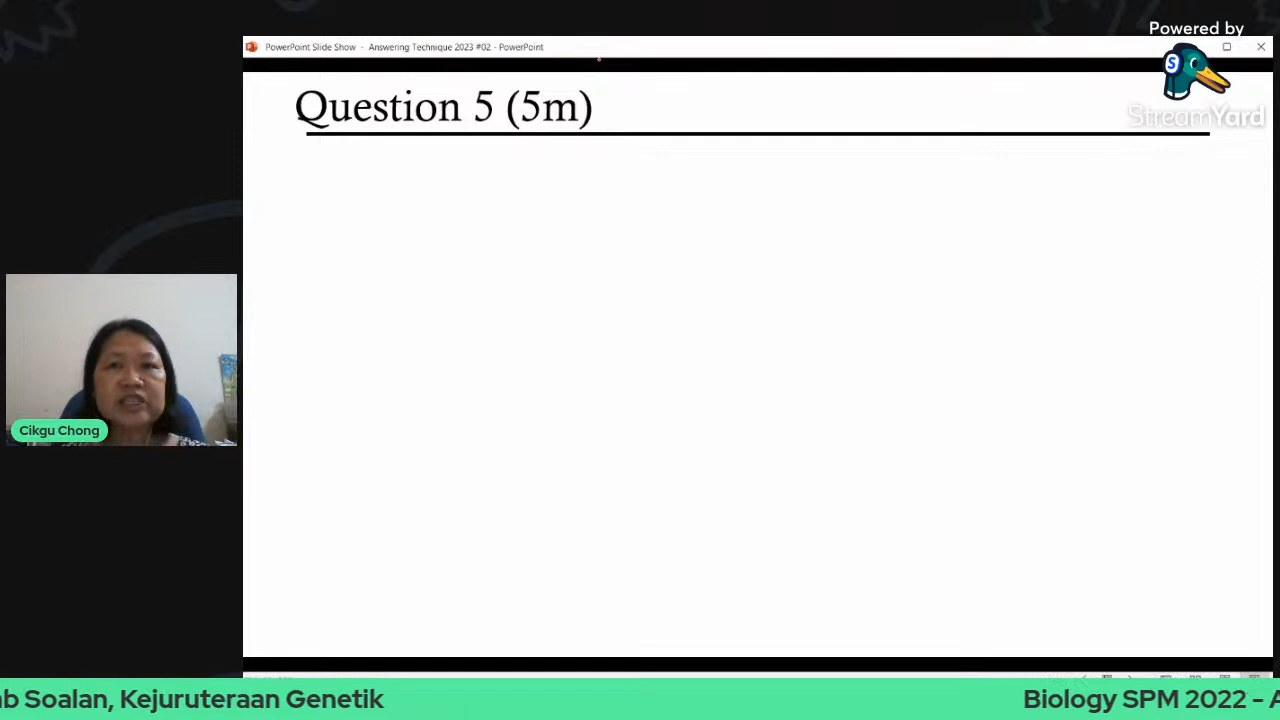 Powered by
StreamYard
PowerPoint Slide Show - Answering Technique 2023 #02 - PowerPoint
Question 5 (5m)
Cikgu Chong
ab Soalan, Kejuruteraan Genetik
Biology SPM 2022 - A